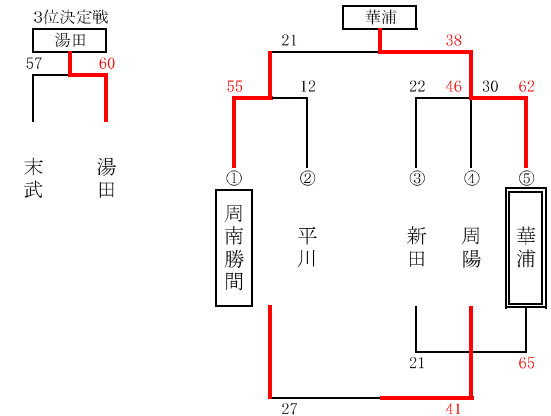 3位決定戦
湯田
57 60
末武
湯田
華浦
21 38
55 12 22 46 30 62
① ② ③ ④ ⑤
周南勝間
平川
新田
周陽
華浦
21 65
27 41